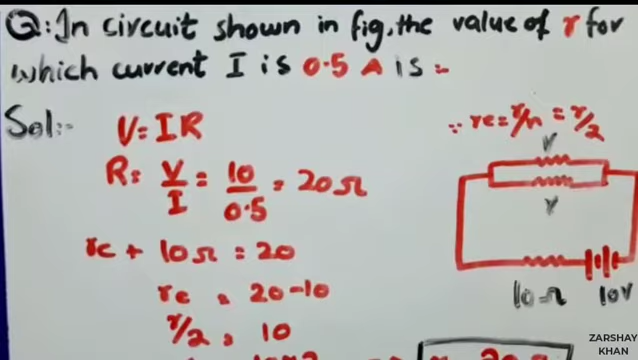 Q:- In circuit shown in fig, the value of r for
which current I is 0.5 A is :-
Sol:-
V = IR
∵ re = r/n = r/2
R = V/I = 10/0.5 = 20Ω
r
r
re + 10Ω = 20
re = 20-10
10Ω 10V
r/2 = 10
ZARSHAY
KHAN